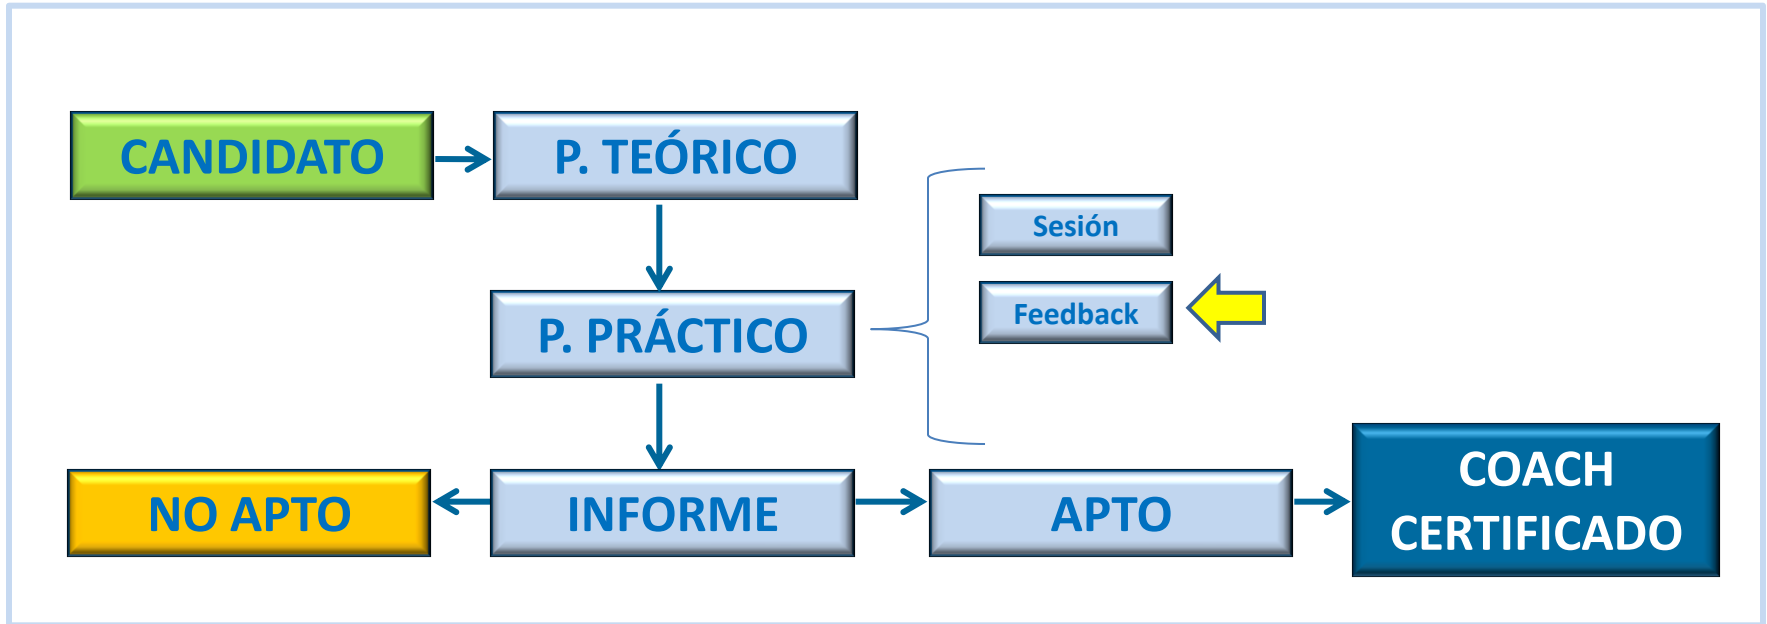 CANDIDATO
P. TEÓRICO
Sesión
Feedback
P. PRÁCTICO
NO APTO
INFORME
APTO
COACH
CERTIFICADO